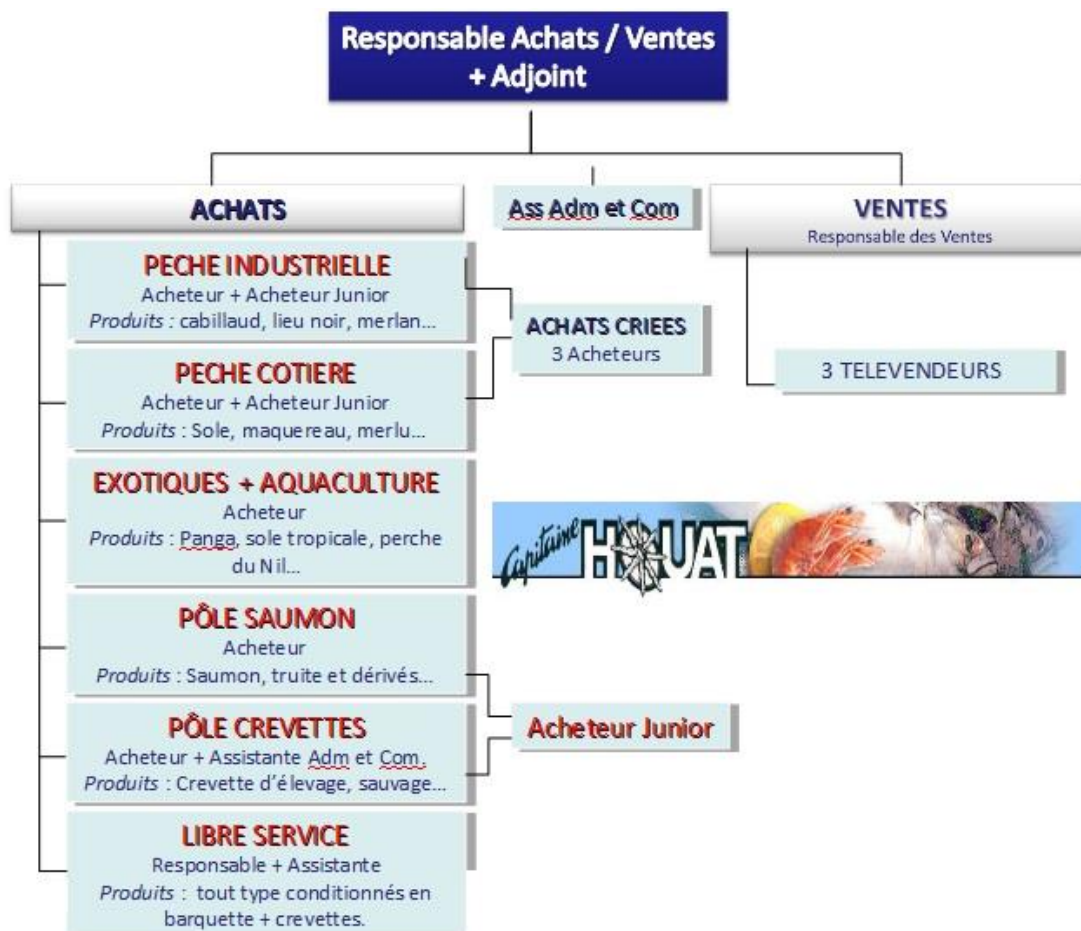 Responsable Achats / Ventes
+ Adjoint
ACHATS
Ass Adm et Com
VENTES
Responsable des Ventes
PECHE INDUSTRIELLE
Acheteur + Acheteur Junior
Produits : cabillaud, lieu noir, merlan...
ACHATS CRIEES
3 Acheteurs
PECHE COTIERE
Acheteur + Acheteur Junior
Produits : Sole, maquereau, merlu...
3 TELEVENDEURS
EXOTIQUES + AQUACULTURE
Acheteur
Produits : Panga, sole tropicale, perche
du Nil...
Capitaine
HOUAT
PÔLE SAUMON
Acheteur
Produits : Saumon, truite et dérivés...
PÔLE CREVETTES
Acheteur + Assistante Adm et Com.
Produits : Crevette d'élevage, sauvage...
Acheteur Junior
LIBRE SERVICE
Responsable + Assistante
Produits : tout type conditionnés en
barquette + crevettes.